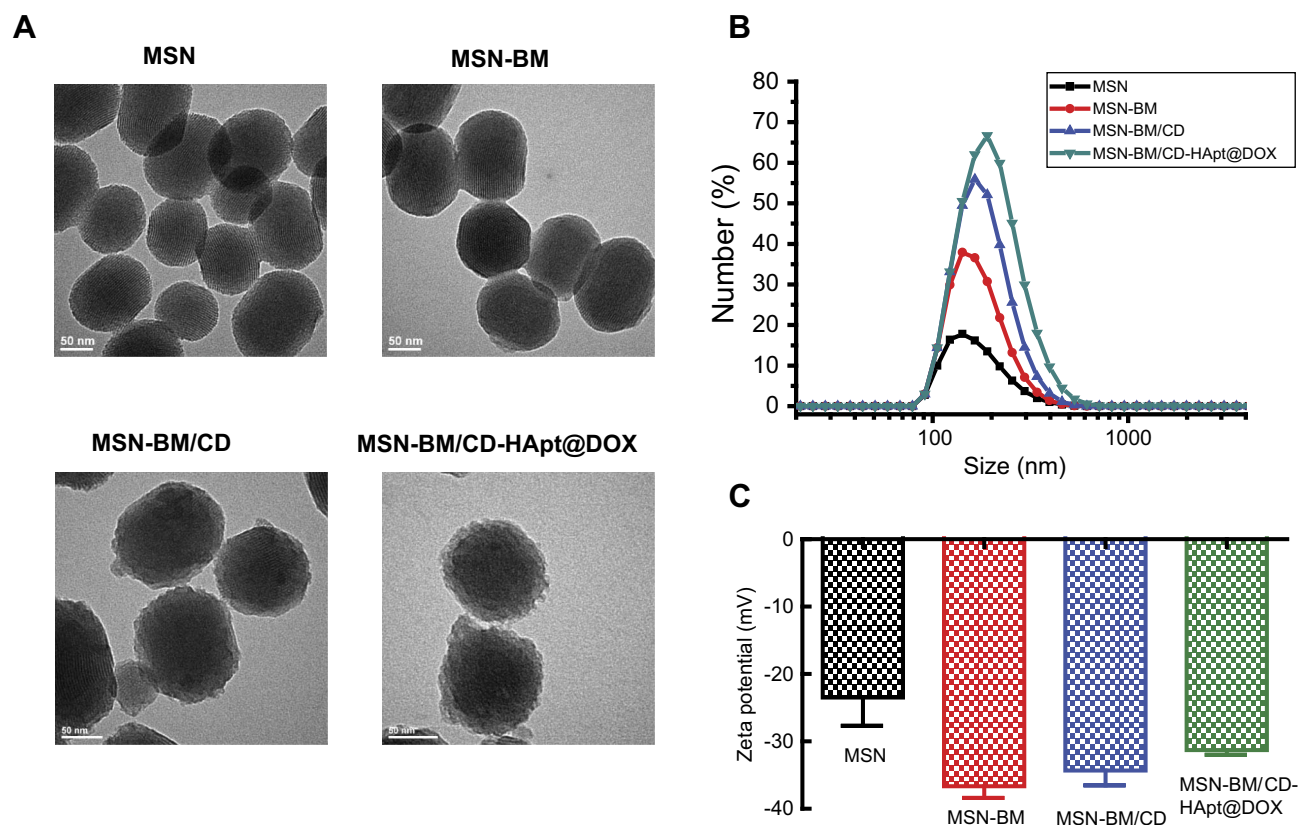 A
MSN
MSN-BM
50 nm
50 nm
MSN-BM/CD
MSN-BM/CD-HApt@DOX
50 nm
50 nm
B
MSN
MSN-BM
MSN-BM/CD
MSN-BM/CD-HApt@DOX
80
70
60
50
40
30
20
10
0
Number (%)
100
1000
Size (nm)
C
0
-10
-20
-30
-40
Zeta potential (mV)
MSN
MSN-BM
MSN-BM/CD
MSN-BM/CD-
HApt@DOX